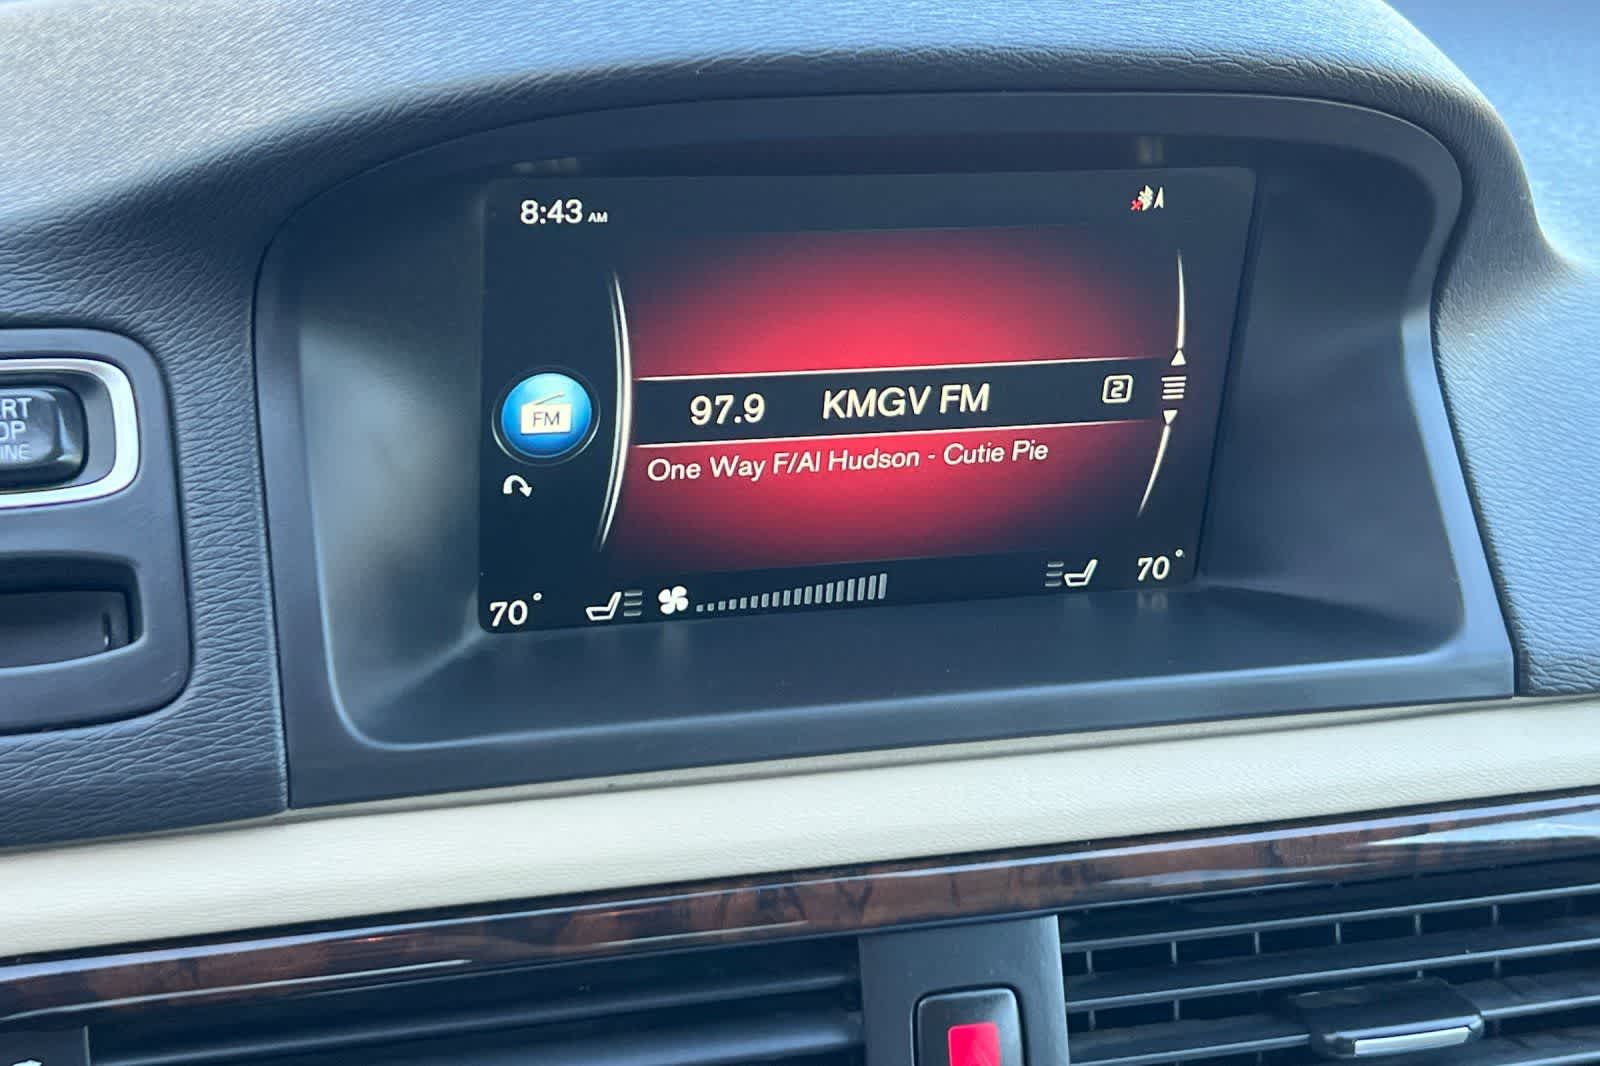 8:43 AM
97.9 KMGV FM 2
FM
One Way F/Al Hudson - Cutie Pie
70° 70°